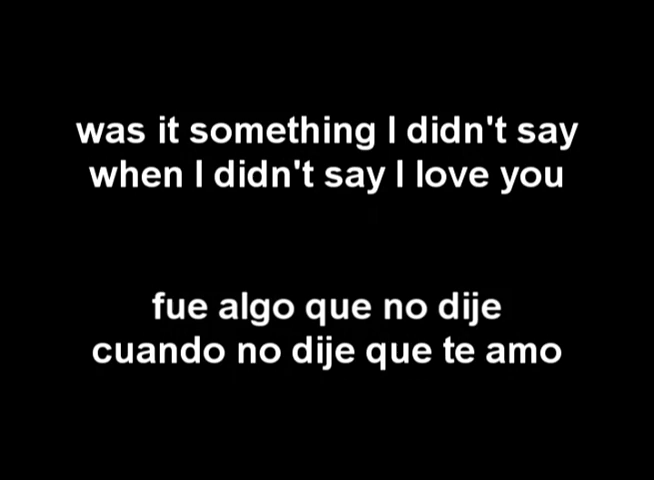 was it something I didn't say
when I didn't say I love you
fue algo que no dije
cuando no dije que te amo